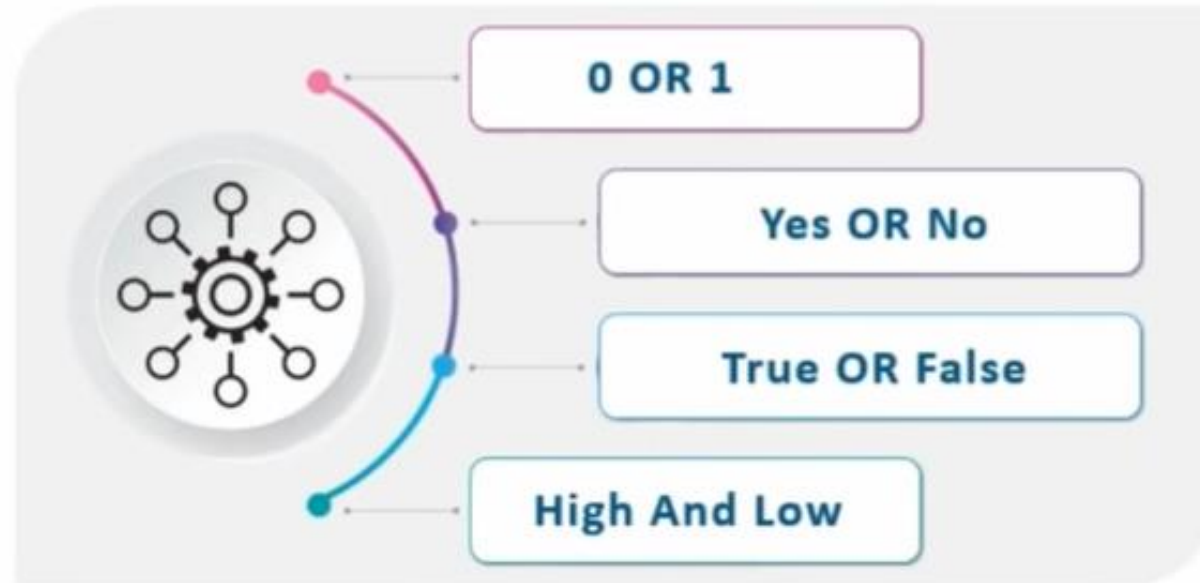 0 OR 1
Yes OR No
True OR False
High And Low